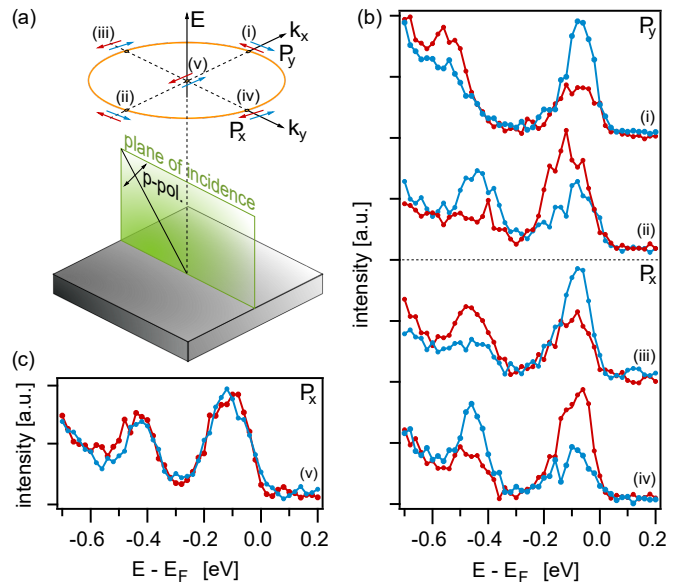 (a)
E
(iii)
(i)
k_x
P_y
(v)
(ii)
(iv)
P_x
k_y
plane of incidence
p-pol.
(b)
P_y
(i)
(ii)
P_x
(iii)
(iv)
intensity [a.u.]
-0.6 -0.4 -0.2 0.0 0.2
E - E_F [eV]
(c)
P_x
(v)
intensity [a.u.]
-0.6 -0.4 -0.2 0.0 0.2
E - E_F [eV]